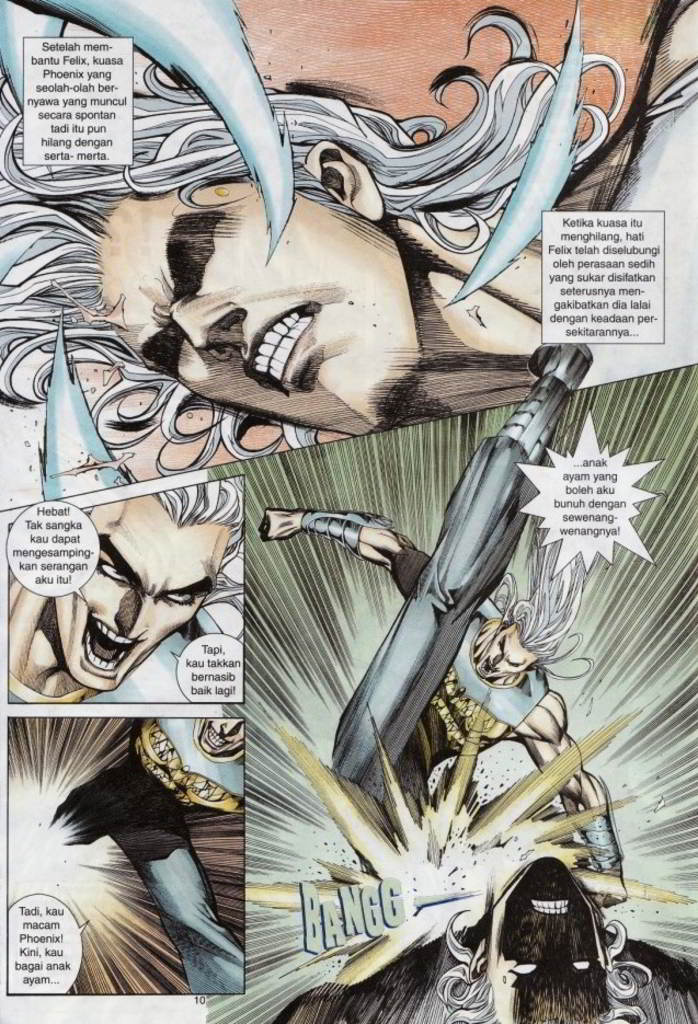 Setelah mem-
bantu Felix, kuasa
Phoenix yang
seolah-olah ber-
nyawa yang muncul
secara spontan
tadi itu pun
hilang dengan
serta- merta.
Ketika kuasa itu
menghilang, hati
Felix diselubungi
oleh perasaan sedih
yang sukar disifatkan
seterusnya men-
gakibatkan dia lalai
dengan keadaan per-
sekitarannya...
Hebat!
Tak sangka
kau dapat
mengesamping-
kan serangan
aku itu!
Tapi,
kau takkan
bernasib
baik lagi!
Tadi, kau
macam
Phoenix!
Kini, kau
bagai anak
ayam...
...anak
ayam yang
boleh aku
bunuh dengan
sewenang-
wenangnya!
BANGG
10